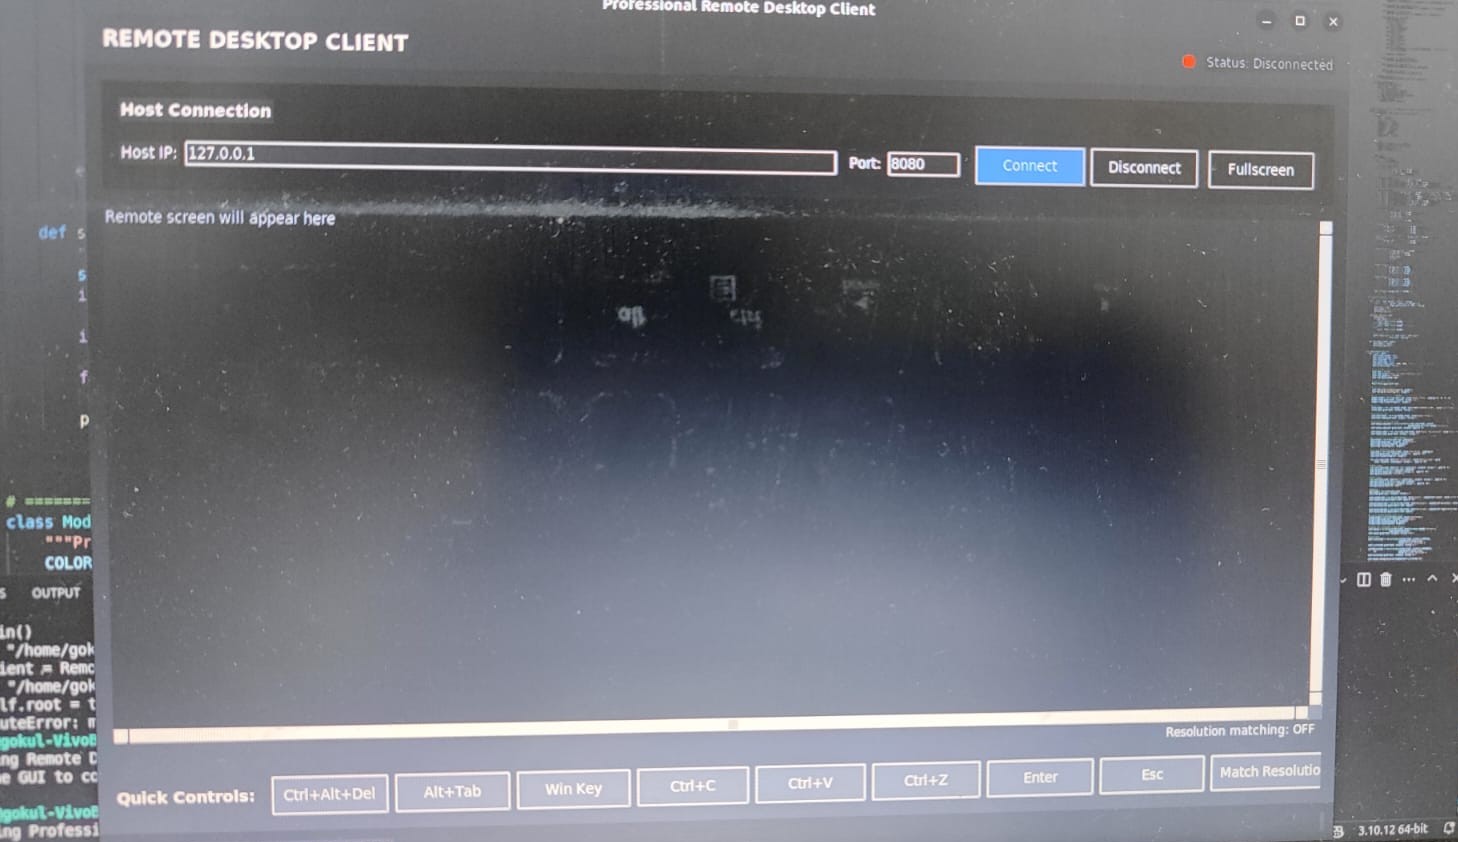 Professional Remote Desktop Client
REMOTE DESKTOP CLIENT
Status: Disconnected
Host Connection
Host IP: 127.0.0.1 Port: 8080 Connect Disconnect Fullscreen
Remote screen will appear here
def s
s
i
i
f
p
# =======
class Mod
"""Pr
COLOR
S OUTPUT
in()
"/home/gok
ient = Remo
"/home/gok
lf.root = t
uteError: m
gokul-VivoB
ng Remote D
e GUI to co
gokul-VivoB
ng Professi
Resolution matching: OFF
Quick Controls: Ctrl+Alt+Del Alt+Tab Win Key Ctrl+C Ctrl+V Ctrl+Z Enter Esc Match Resolutio
3.10.12 64-bit